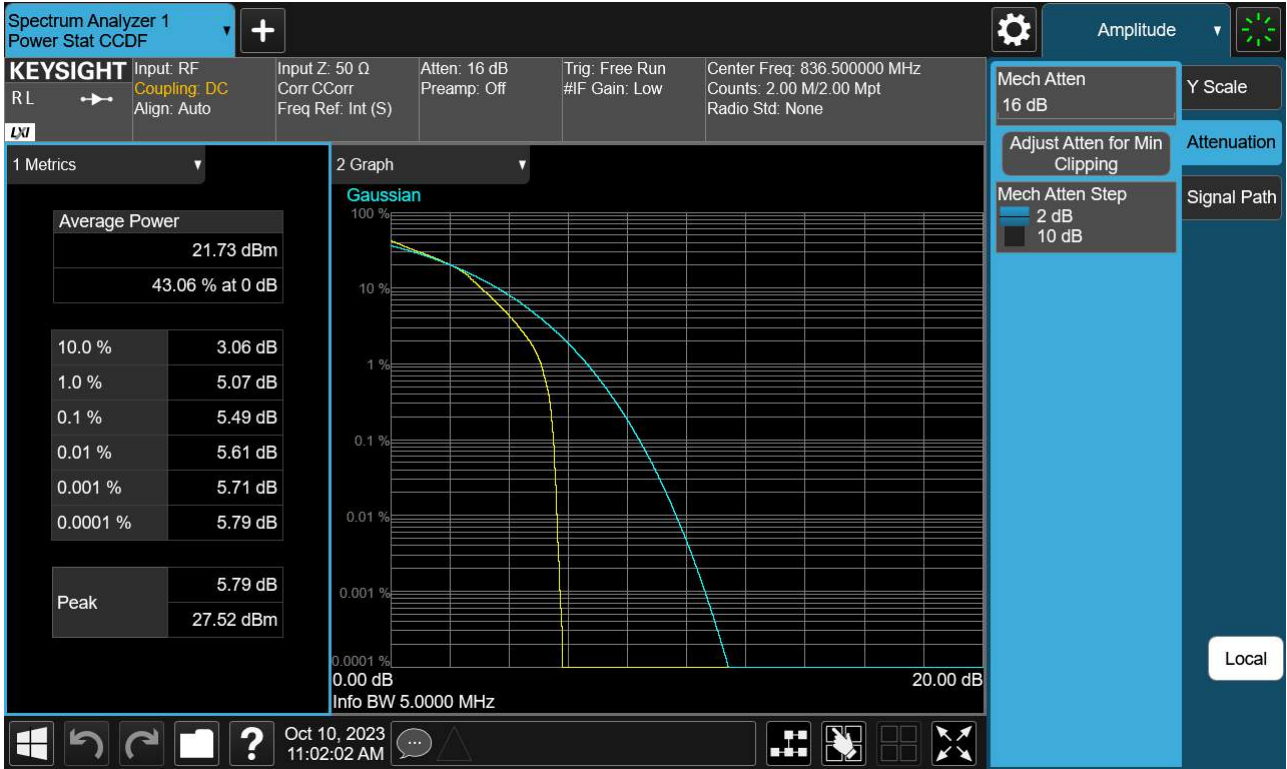 Spectrum Analyzer 1
Power Stat CCDF
Amplitude
KEYSIGHT
RL
LXI
Input: RF
Coupling: DC
Align: Auto
Input Z: 50 Ω
Corr CCorr
Freq Ref: Int (S)
Atten: 16 dB
Preamp: Off
Trig: Free Run
#IF Gain: Low
Center Freq: 836.500000 MHz
Counts: 2.00 M/2.00 Mpt
Radio Std: None
1 Metrics
Average Power
21.73 dBm
43.06 % at 0 dB
10.0 % 3.06 dB
1.0 % 5.07 dB
0.1 % 5.49 dB
0.01 % 5.61 dB
0.001 % 5.71 dB
0.0001 % 5.79 dB
Peak
5.79 dB
27.52 dBm
2 Graph
Gaussian
100 %
10 %
1 %
0.1 %
0.01 %
0.001 %
0.0001 %
0.00 dB 20.00 dB
Info BW 5.0000 MHz
Mech Atten
16 dB
Adjust Atten for Min
Clipping
Mech Atten Step
2 dB
10 dB
Y Scale
Attenuation
Signal Path
Local
?
Oct 10, 2023
11:02:02 AM